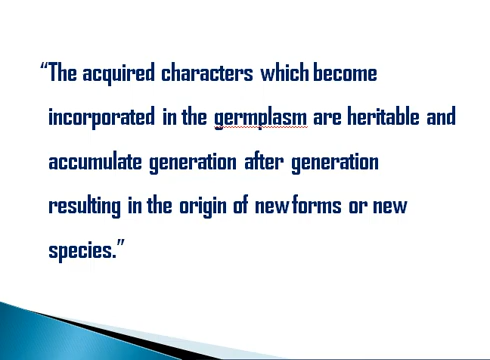 “The acquired characters which become
incorporated in the germplasm are heritable and
accumulate generation after generation
resulting in the origin of new forms or new
species.”